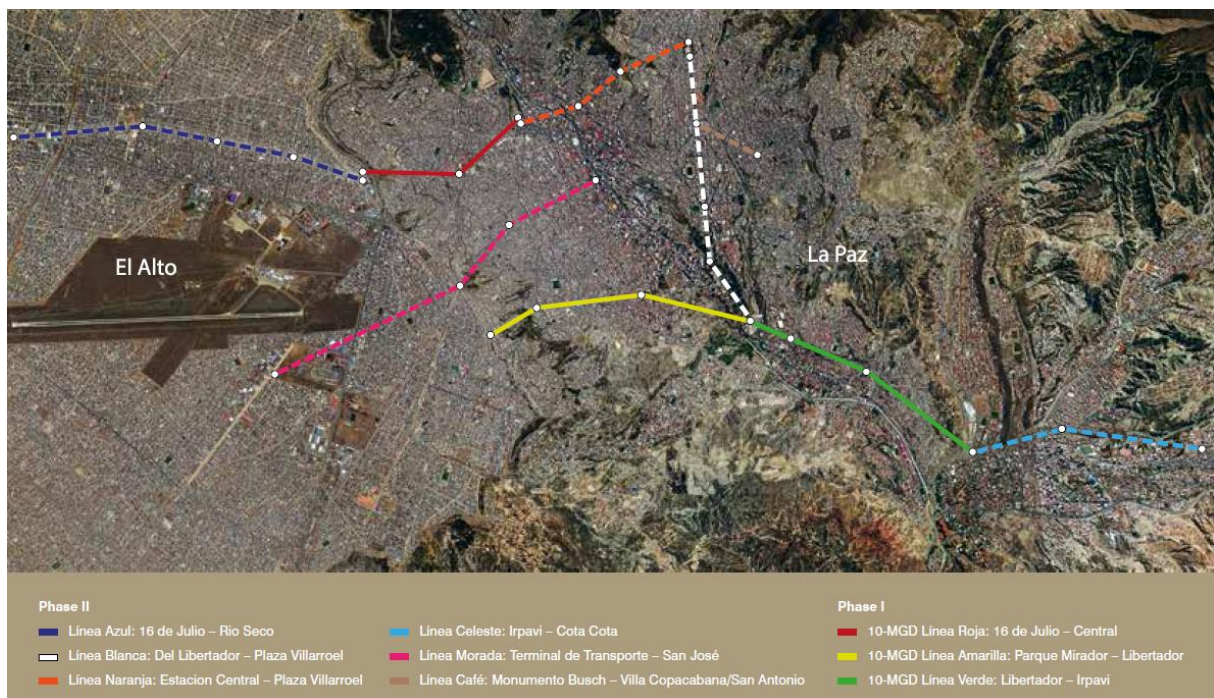 El Alto
La Paz
Phase II
Línea Azul: 16 de Julio – Rio Seco
Línea Blanca: Del Libertador – Plaza Villarroel
Línea Naranja: Estacion Central – Plaza Villarroel
Línea Celeste: Irpavi – Cota Cota
Línea Morada: Terminal de Transporte – San José
Línea Café: Monumento Busch – Villa Copacabana/San Antonio
Phase I
10-MGD Línea Roja: 16 de Julio – Central
10-MGD Línea Amarilla: Parque Mirador – Libertador
10-MGD Línea Verde: Libertador – Irpavi